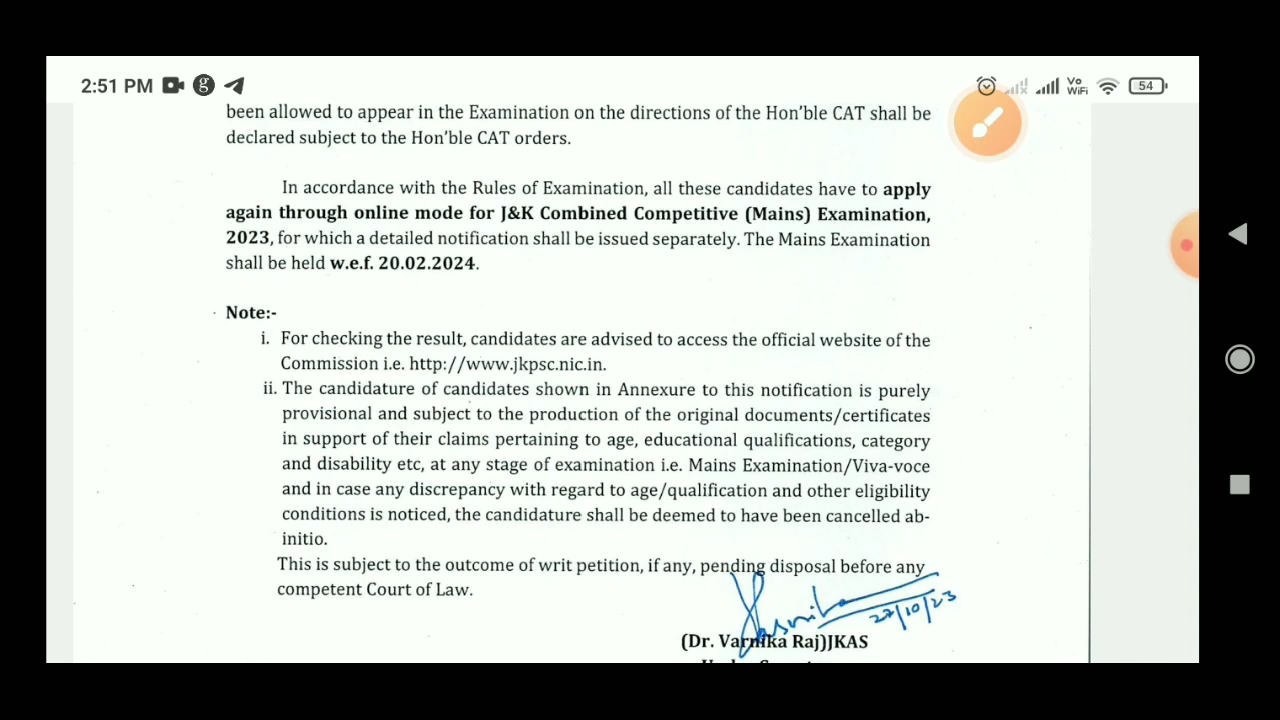 2:51 PM g Vo WiFi 54
been allowed to appear in the Examination on the directions of the Hon'ble CAT shall be
declared subject to the Hon'ble CAT orders.
In accordance with the Rules of Examination, all these candidates have to apply
again through online mode for J&K Combined Competitive (Mains) Examination,
2023, for which a detailed notification shall be issued separately. The Mains Examination
shall be held w.e.f. 20.02.2024.
Note:-
i. For checking the result, candidates are advised to access the official website of the
Commission i.e. http://www.jkpsc.nic.in.
ii. The candidature of candidates shown in Annexure to this notification is purely
provisional and subject to the production of the original documents/certificates
in support of their claims pertaining to age, educational qualifications, category
and disability etc, at any stage of examination i.e. Mains Examination/Viva-voce
and in case any discrepancy with regard to age/qualification and other eligibility
conditions is noticed, the candidature shall be deemed to have been cancelled ab-
initio.
This is subject to the outcome of writ petition, if any, pending disposal before any
competent Court of Law.
27/10/23
(Dr. Varnika Raj)JKAS